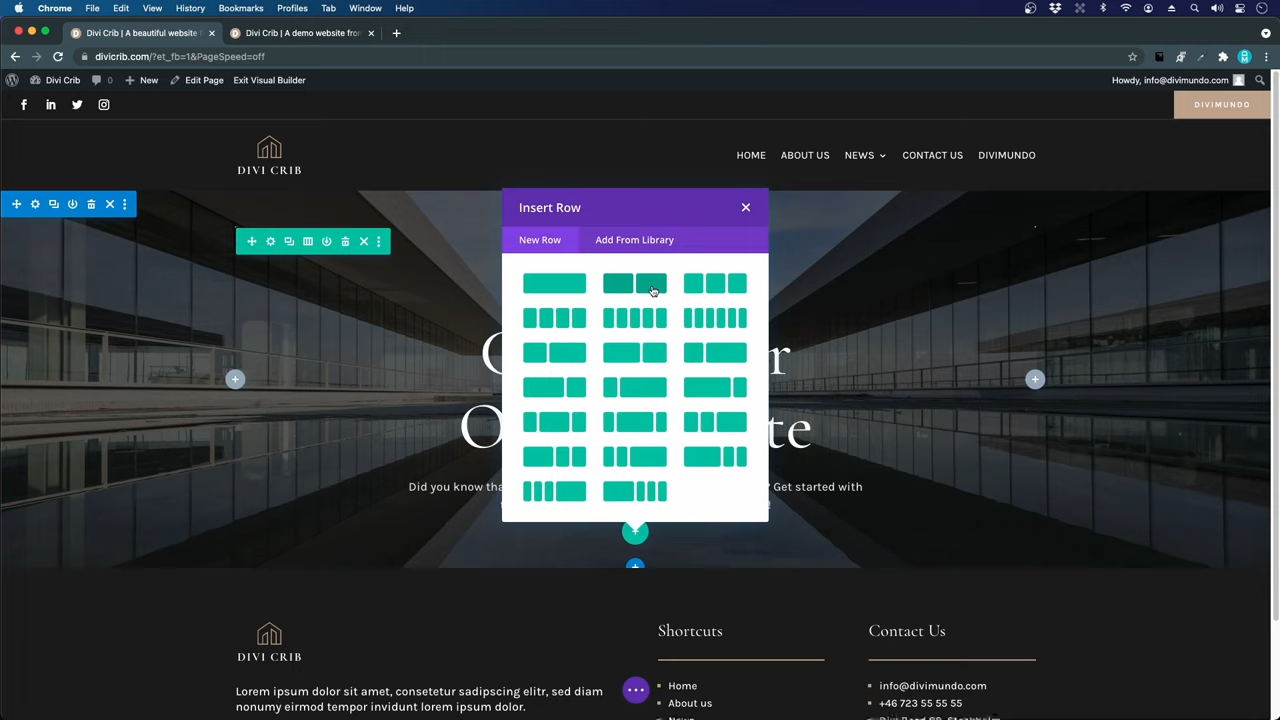 Chrome File Edit View History Bookmarks Profiles Tab Window Help
Divi Crib | A beautiful website
Divi Crib | A demo website from
divicrib.com/?et_fb=1&PageSpeed=off
Divi Crib 0 New Edit Page Exit Visual Builder
Howdy, info@divimundo.com
DIVIMUNDO
DIVI CRIB
HOME ABOUT US NEWS CONTACT US DIVIMUNDO
Insert Row
New Row Add From Library
Did you know
Get started with
DIVI CRIB
Shortcuts
Contact Us
Lorem ipsum dolor sit amet, consetetur sadipscing elitr, sed diam
nonumy eirmod tempor invidunt lorem ipsum dolor.
Home
About us
info@divimundo.com
+46 723 55 55 55